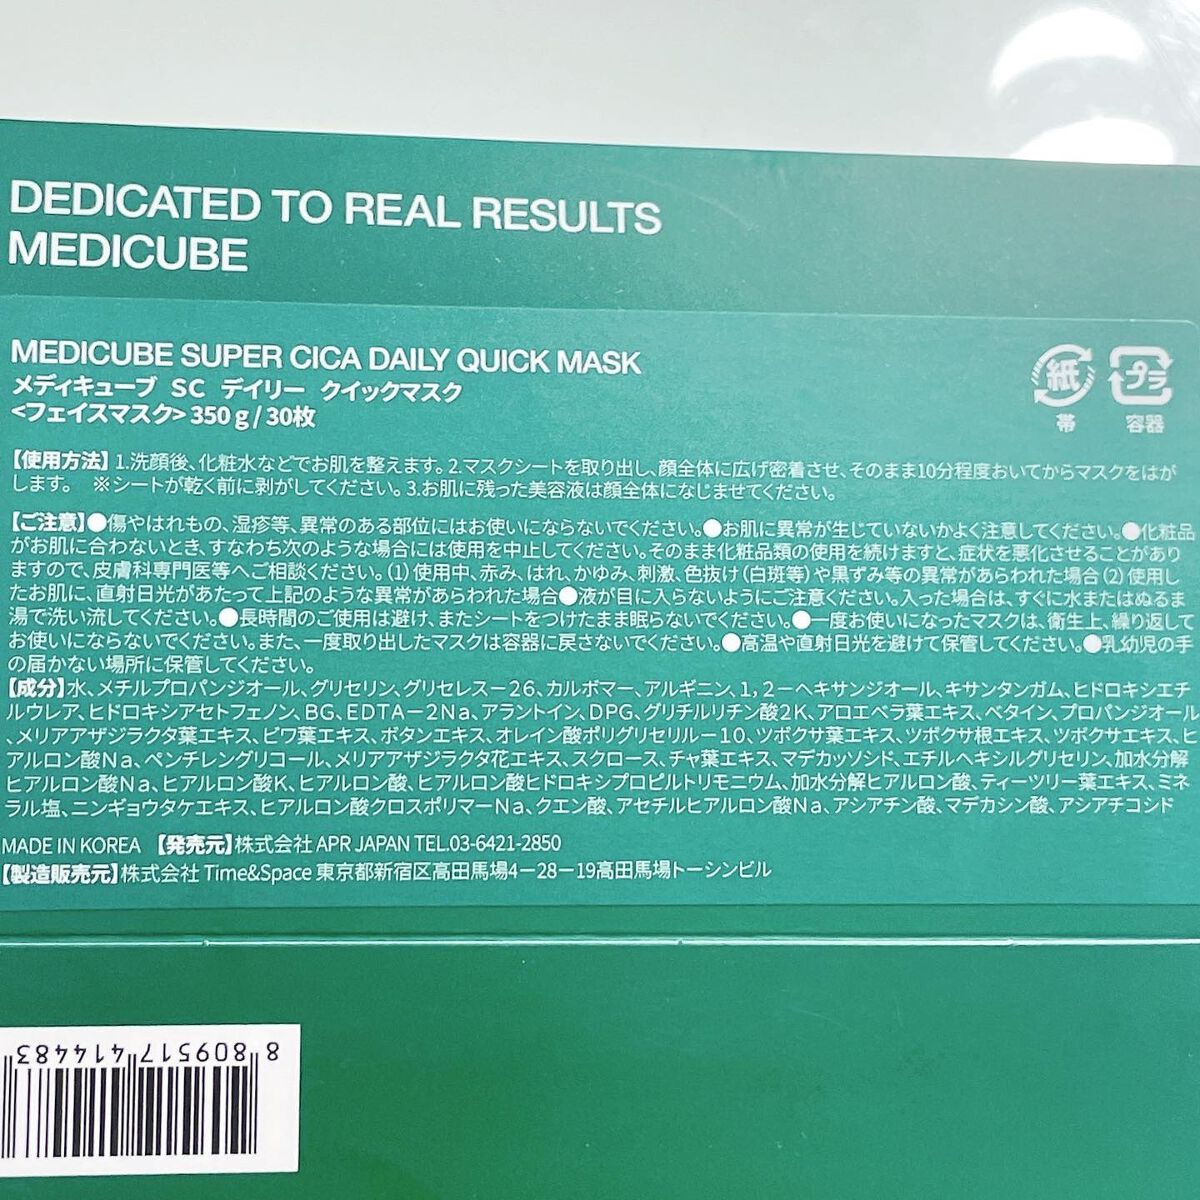 DEDICATED TO REAL RESULTS
MEDICUBE
MEDICUBE SUPER CICA DAILY QUICK MASK
メディキューブ SC デイリー クイックマスク
<フェイスマスク> 350ｇ/ 30枚
紙
帯
プラ
容器
【使用方法】1.洗顔後、化粧水などでお肌を整えます。2.マスクシートを取り出し、顔全体に広げ密着させ、そのまま10分程度おいてからマスクをはが
します。 ※シートが乾く前に剥がしてください。3.お肌に残った美容液は顔全体になじませてください。
【ご注意】●傷やはれもの、湿疹等、異常のある部位にはお使いにならないでください。●お肌に異常が生じていないかよく注意してください。●化粧品
がお肌に合わないとき、すなわち次のような場合には使用を中止してください。そのまま化粧品類の使用を続けますと、症状を悪化させることがあり
ますので、皮膚科専門医等へご相談ください。（1）使用中、赤み、はれ、かゆみ、刺激、色抜け（白斑等）や黒ずみ等の異常があらわれた場合（2）使用し
たお肌に、直射日光があたって上記のような異常があらわれた場合●液が目に入らないようにご注意ください。入った場合は、すぐに水またはぬるま
湯で洗い流してください。●長時間のご使用は避け、またシートをつけたまま眠らないでください。●一度お使いになったマスクは、衛生上、繰り返して
お使いにならないでください。また、一度取り出したマスクは容器に戻さないでください。●高温や直射日光を避けて保管してください。●乳幼児の手
の届かない場所に保管してください。
【成分】水、メチルプロパンジオール、グリセリン、グリセレス－26、カルボマー、アルギニン、1，2－ヘキサンジオール、キサンタンガム、ヒドロキシエチ
ルウレア、ヒドロキシアセトフェノン、BG、EDTA－2Na、アラントイン、DPG、グリチルリチン酸2K、アロエベラ葉エキス、ベタイン、プロパンジオール
、メリアアザジラクタ葉エキス、ビワ葉エキス、ボタンエキス、オレイン酸ポリグリセリル－10、ツボクサ葉エキス、ツボクサ根エキス、ツボクサエキス、ヒ
アルロン酸Na、ペンチレングリコール、メリアアザジラクタ花エキス、スクロース、チャ葉エキス、マデカッソシド、エチルヘキシルグリセリン、加水分解
ヒアルロン酸Na、ヒアルロン酸K、ヒアルロン酸、ヒアルロン酸ヒドロキシプロピルトリモニウム、加水分解ヒアルロン酸、ティーツリー葉エキス、ミネ
ラル塩、ニンギョウタケエキス、ヒアルロン酸クロスポリマーNa、クエン酸、アセチルヒアルロン酸Na、アシアチン酸、マデカシン酸、アシアチコシド
MADE IN KOREA 【発売元】株式会社 APR JAPAN TEL.03-6421-2850
【製造販売元】株式会社 Time&Space 東京都新宿区高田馬場4－28－19高田馬場トーシンビル
8 809517 414483